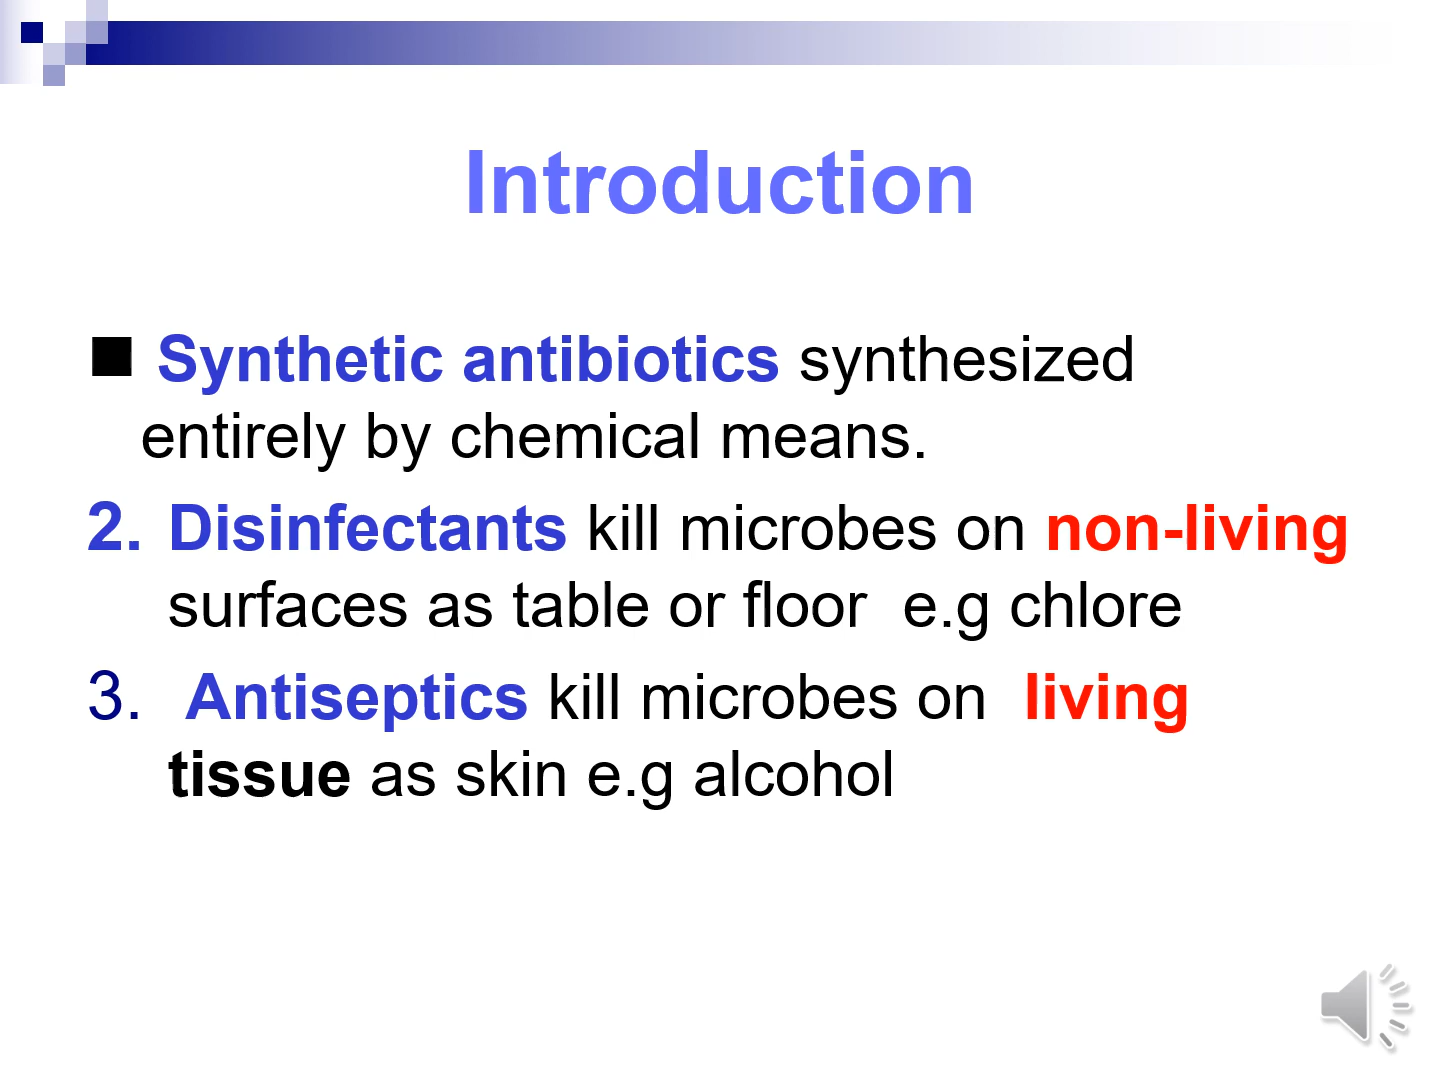 Introduction
■ Synthetic antibiotics synthesized
entirely by chemical means.
2. Disinfectants kill microbes on non-living
surfaces as table or floor  e.g chlore
3.  Antiseptics kill microbes on  living
tissue as skin e.g alcohol